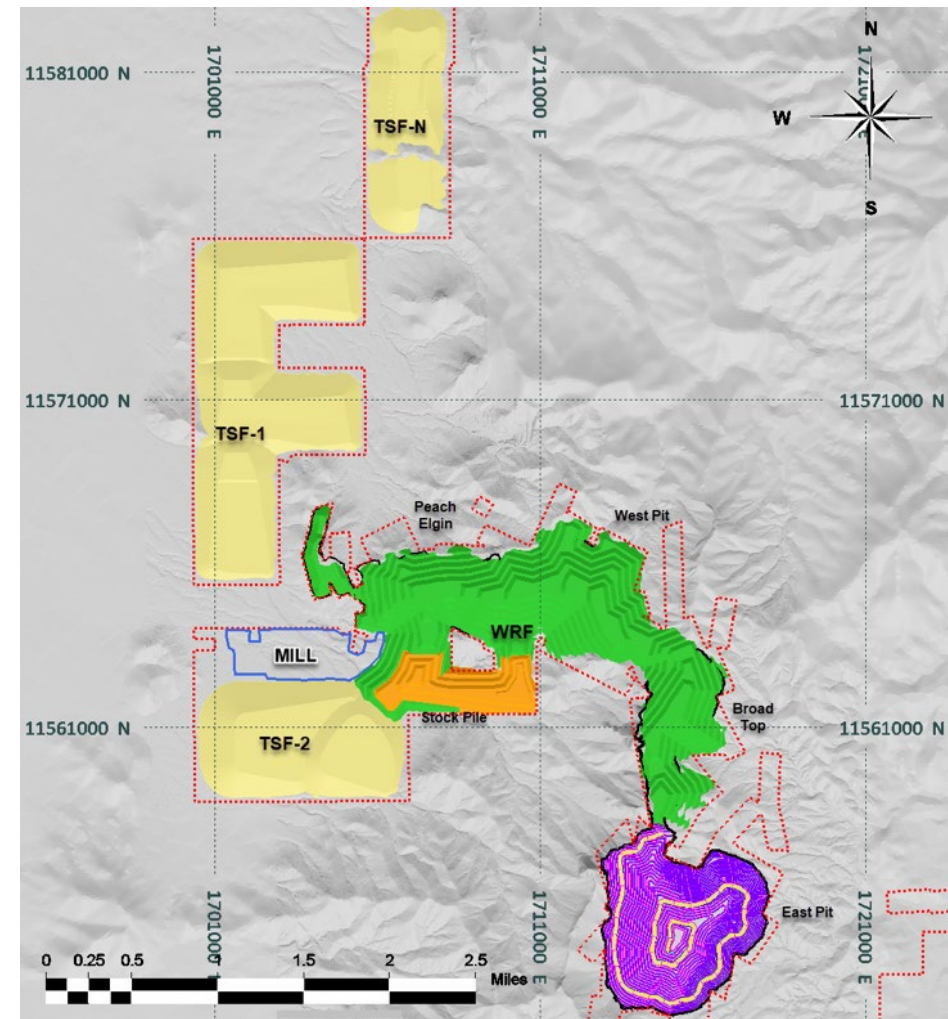 N
11581000 N
1701000 E
1711000 E
1721000 E
W
TSF-N
S
11571000 N
11571000 N
TSF-1
Peach
Elgin
West Pit
WRF
MILL
Stock Pile
TSF-2
11561000 N
Broad
Top
11561000 N
1701000 E
1711000 E
1721000 E
East Pit
0 0.25 0.5 1 1.5 2 2.5
Miles